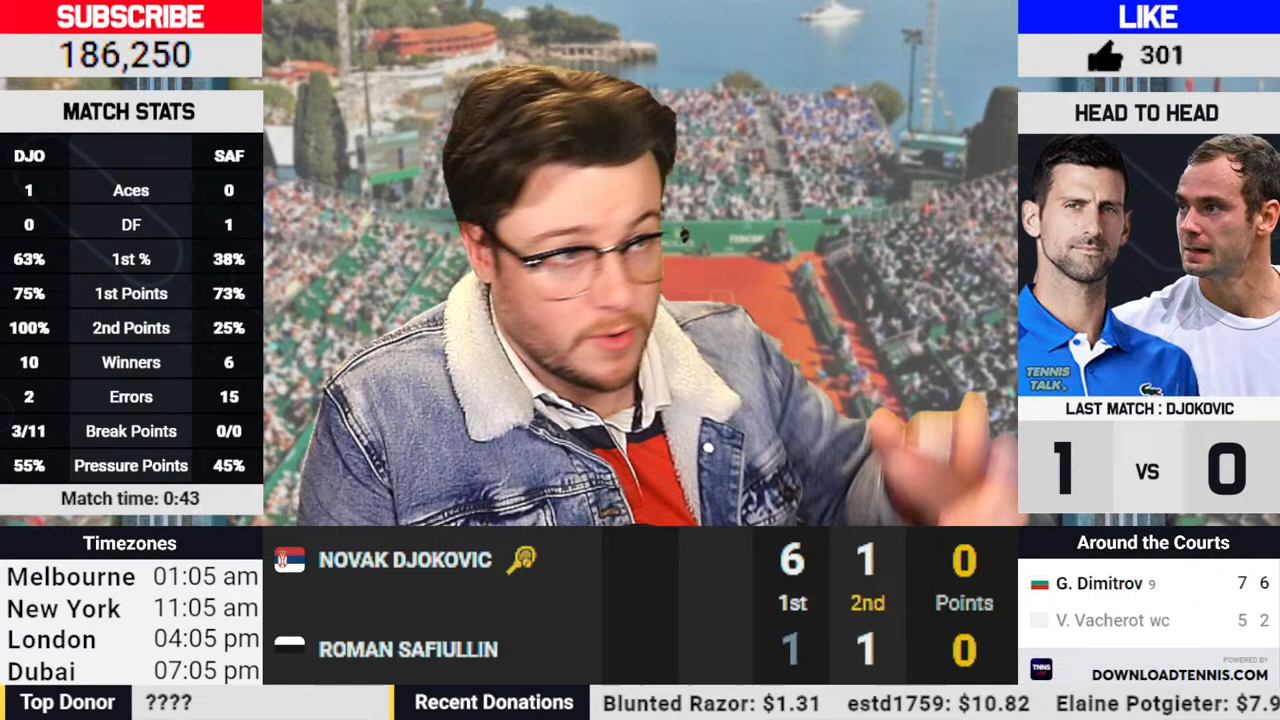 SUBSCRIBE
186,250
MATCH STATS
DJO SAF
1 Aces 0
0 DF 1
63% 1st % 38%
75% 1st Points 73%
100% 2nd Points 25%
10 Winners 6
2 Errors 15
3/11 Break Points 0/0
55% Pressure Points 45%
Match time: 0:43
Timezones
Melbourne 01:05 am
New York 11:05 am
London 04:05 pm
Dubai 07:05 pm
LIKE
301
HEAD TO HEAD
TENNIS
TALK.
LAST MATCH : DJOKOVIC
1 VS 0
NOVAK DJOKOVIC 6 1 0
1st 2nd Points
ROMAN SAFIULLIN 1 1 0
Around the Courts
G. Dimitrov 9 7 6
V. Vacherot wc 5 2
TNNS
POWERED BY
DOWNLOADTENNIS.COM
Top Donor ???? Recent Donations Blunted Razor: $1.31 estd1759: $10.82 Elaine Potgieter: $7.9